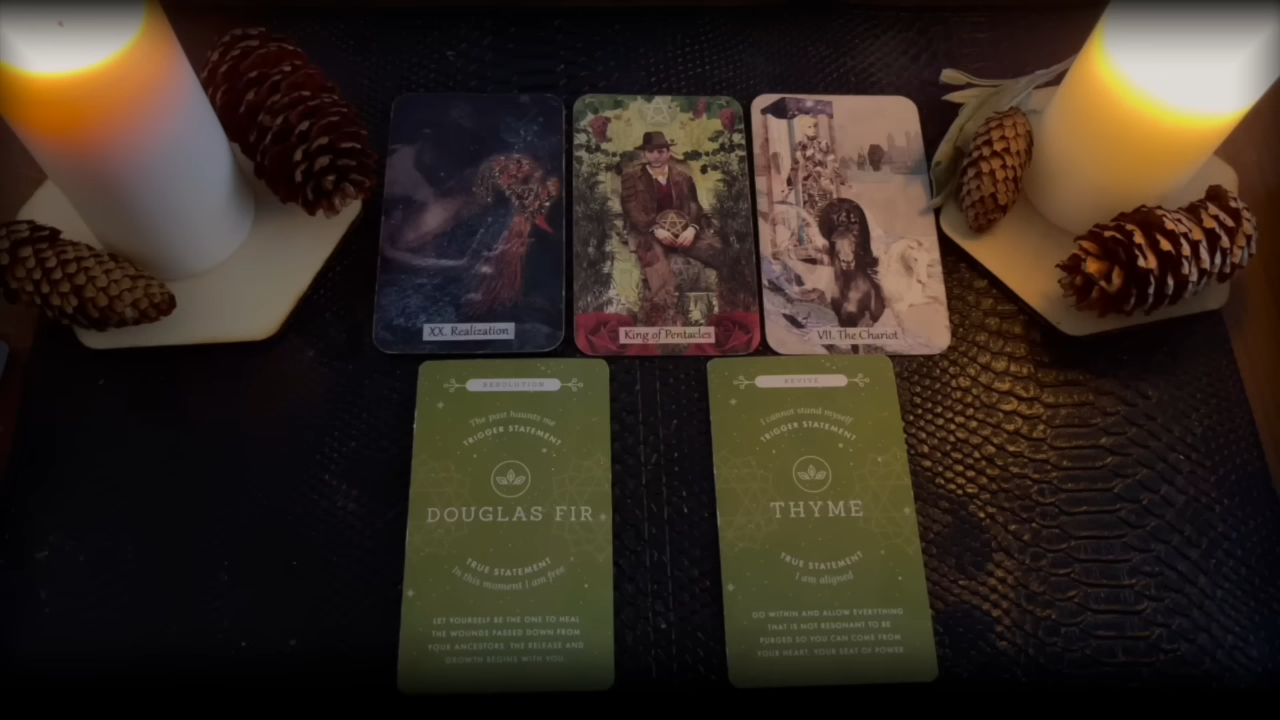 XX. Realization
King of Pentacles
VII. The Chariot
RESOLUTION
The past haunts me
TRIGGER STATEMENT
DOUGLAS FIR
TRUE STATEMENT
In this moment I am free
LET YOURSELF BE THE ONE TO HEAL
THE WOUNDS PASSED DOWN FROM
YOUR ANCESTORS. THE RELEASE AND
GROWTH BEGINS WITH YOU.
REVIVE
I cannot stand myself
TRIGGER STATEMENT
THYME
TRUE STATEMENT
I am aligned
GO WITHIN AND ALLOW EVERYTHING
THAT IS NOT RESONANT TO BE
PURGED SO YOU CAN COME FROM
YOUR HEART, YOUR SEAT OF POWER.